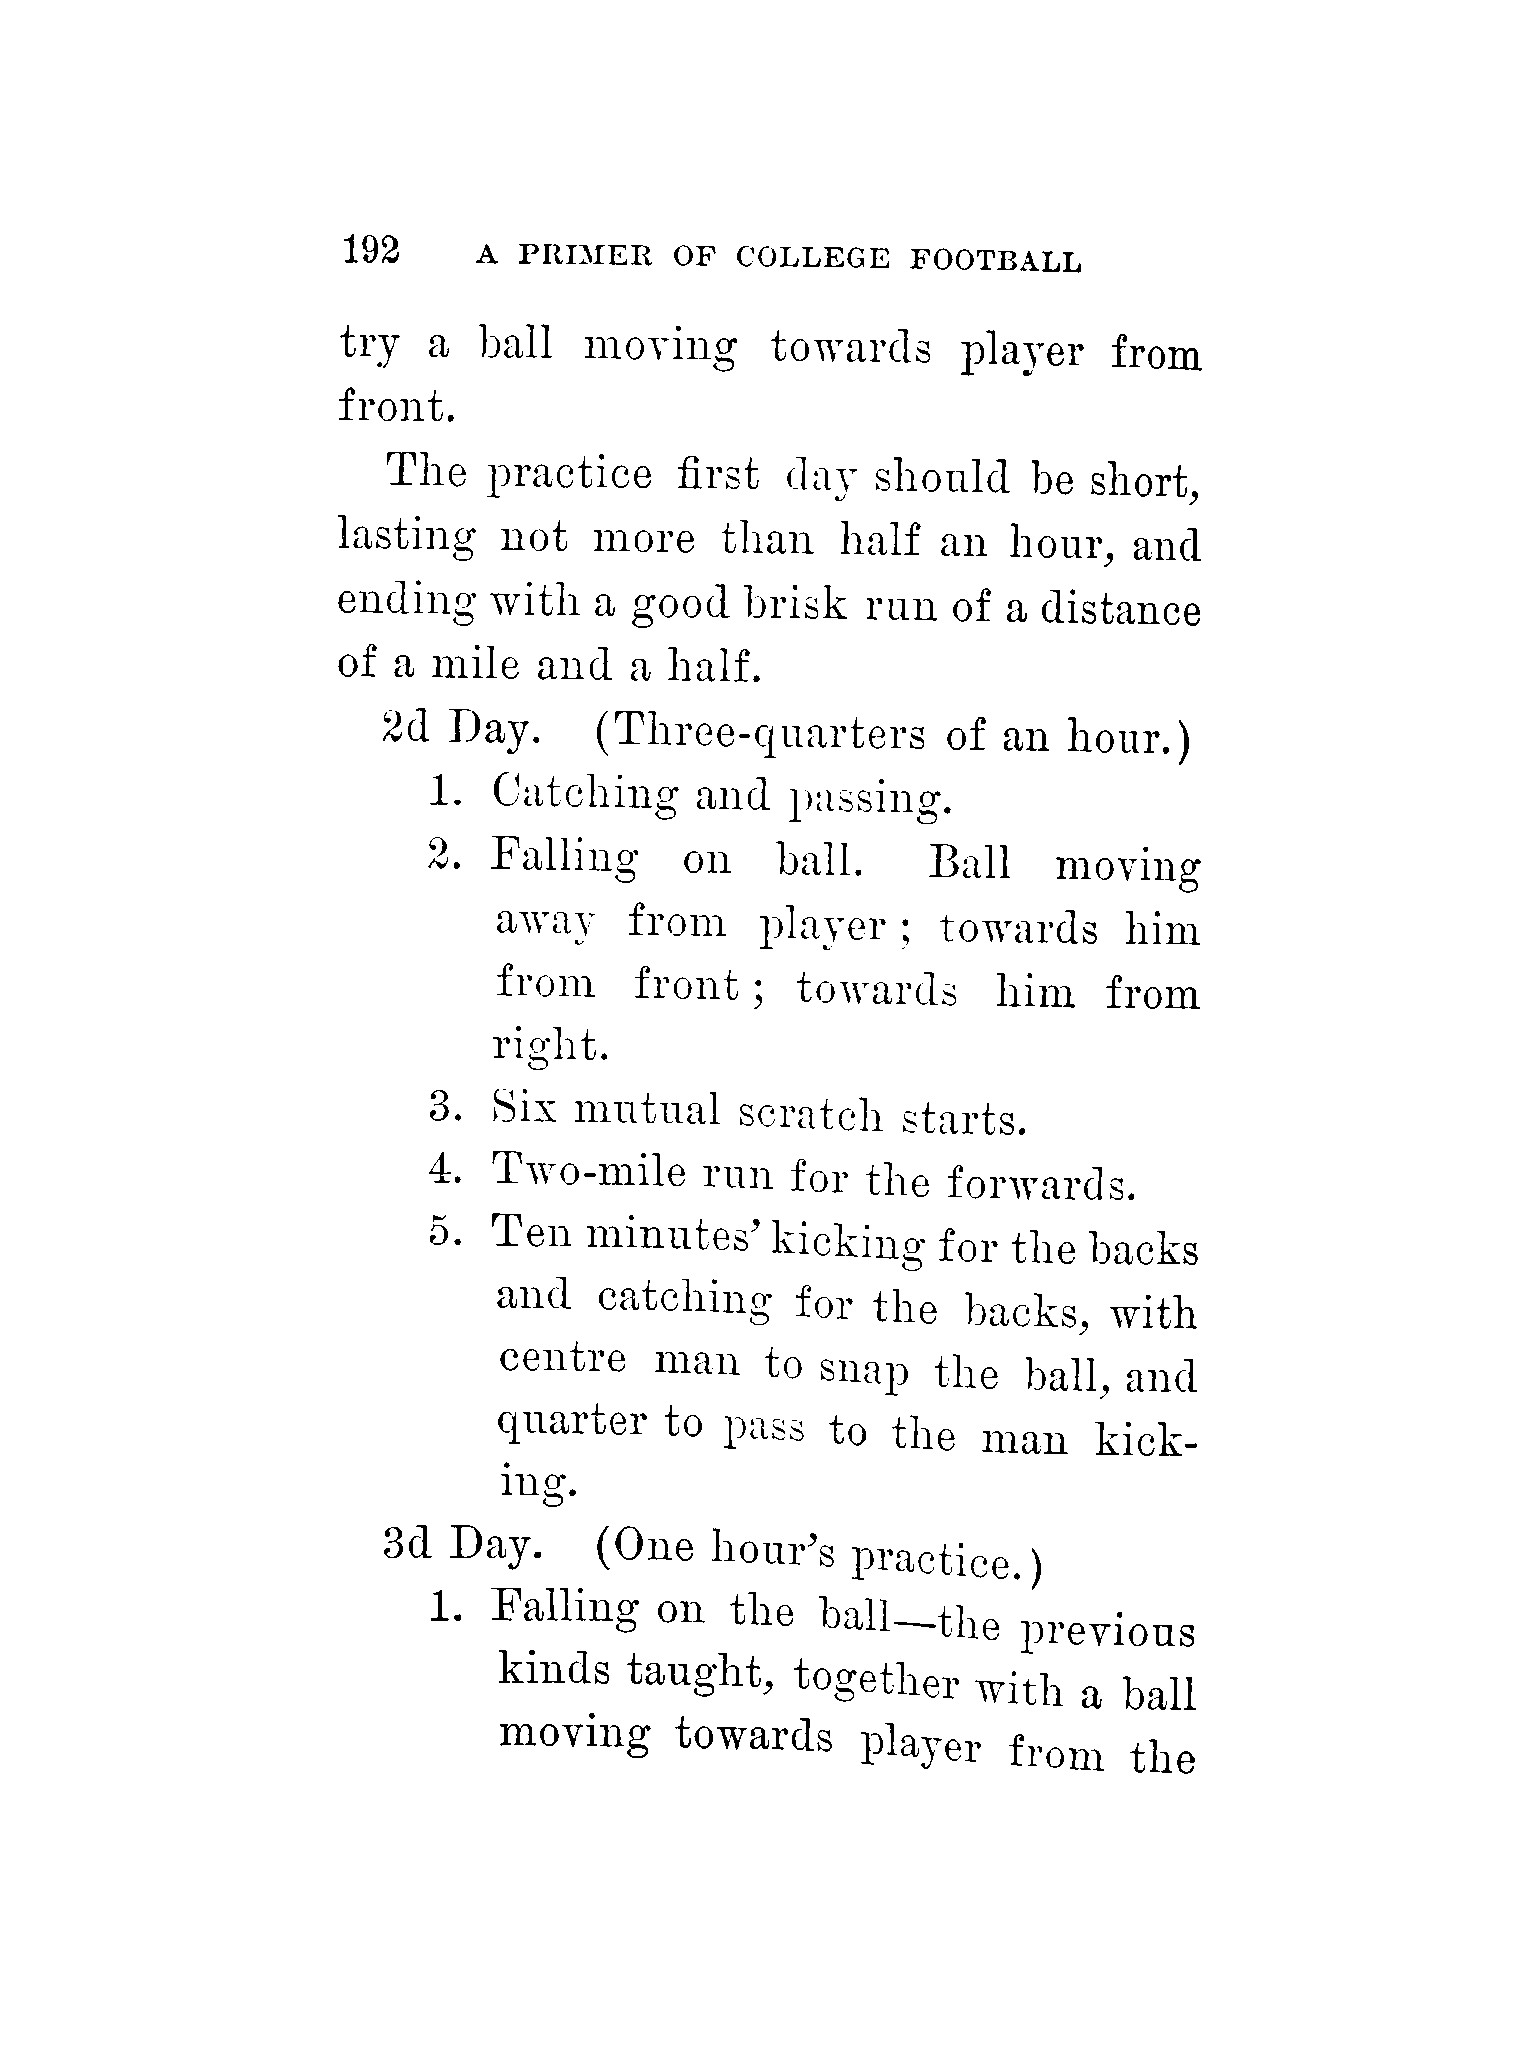 192 A PRIMER OF COLLEGE FOOTBALL
try a ball moving towards player from
front.
The practice first day should be short,
lasting not more than half an hour, and
ending with a good brisk run of a distance
of a mile and a half.
2d Day. (Three-quarters of an hour.)
1. Catching and passing.
2. Falling on ball. Ball moving
away from player; towards him
from front; towards him from
right.
3. Six mutual scratch starts.
4. Two-mile run for the forwards.
5. Ten minutes' kicking for the backs
and catching for the backs, with
centre man to snap the ball, and
quarter to pass to the man kick-
ing.
3d Day. (One hour's practice.)
1. Falling on the ball—the previous
kinds taught, together with a ball
moving towards player from the